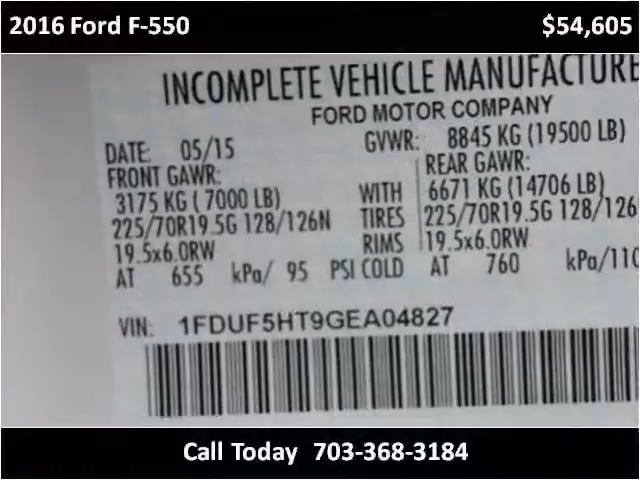 2016 Ford F-550 $54,605
INCOMPLETE VEHICLE MANUFACTURE
FORD MOTOR COMPANY
DATE: 05/15 GVWR: 8845 KG (19500 LB)
FRONT GAWR: REAR GAWR:
3175 KG ( 7000 LB) WITH 6671 KG (14706 LB)
225/70R19.5G 128/126N TIRES 225/70R19.5G 128/126
19.5x6.0RW RIMS 19.5x6.0RW
AT 655 kPa/ 95 PSI COLD AT 760 kPa/110
VIN: 1FDUF5HT9GEA04827
Call Today 703-368-3184